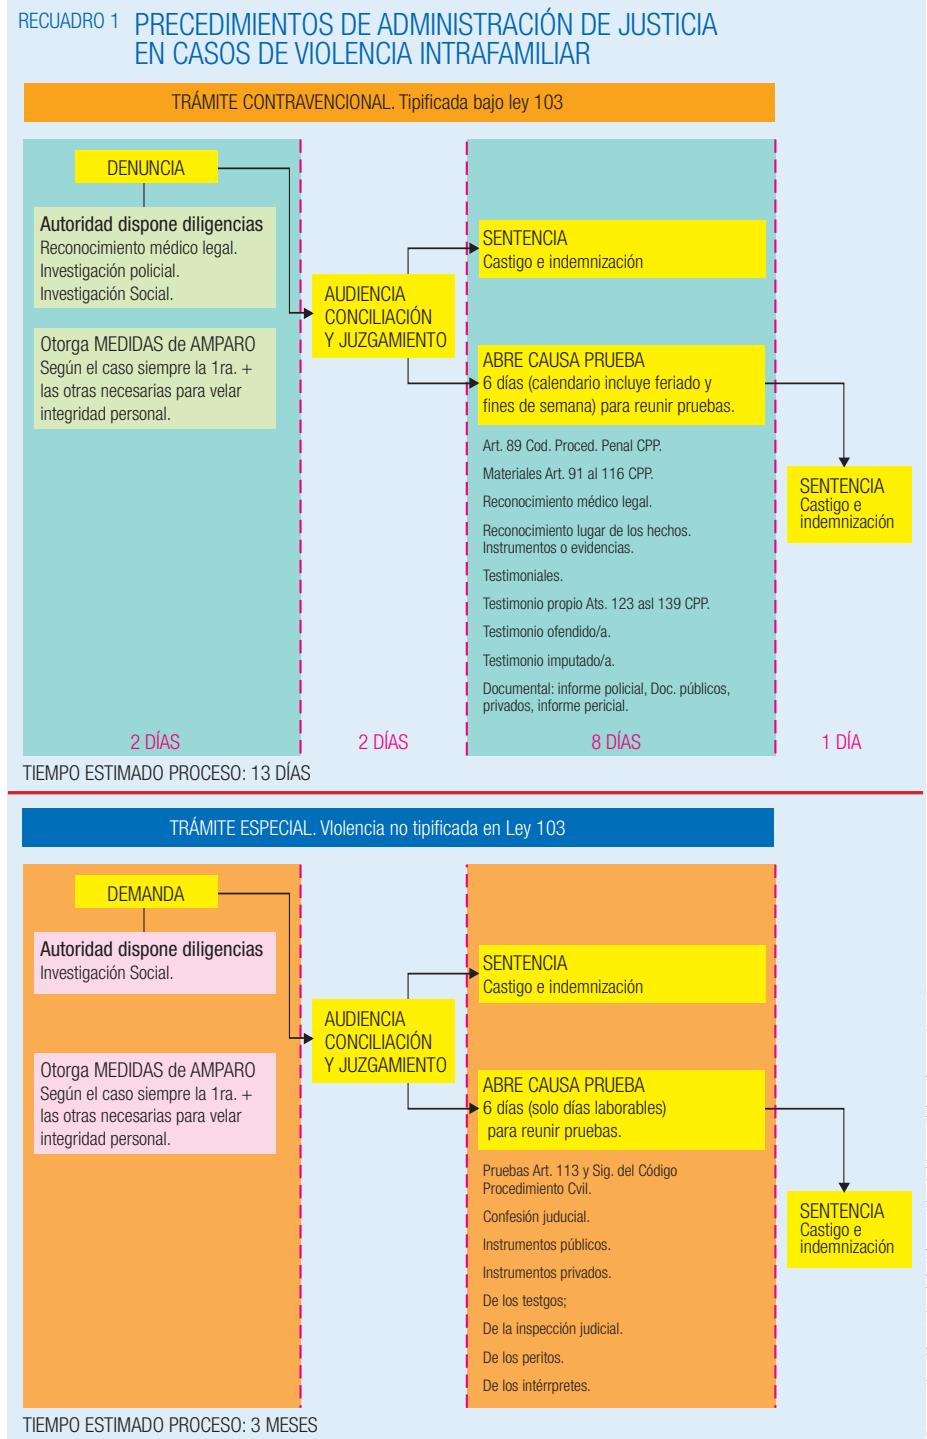 RECUADRO 1
PRECEDIMIENTOS DE ADMINISTRACIÓN DE JUSTICIA
EN CASOS DE VIOLENCIA INTRAFAMILIAR
TRÁMITE CONTRAVENCIONAL. Tipificada bajo ley 103
DENUNCIA
Autoridad dispone diligencias
Reconocimiento médico legal.
Investigación policial.
Investigación Social.
Otorga MEDIDAS de AMPARO
Según el caso siempre la 1ra. +
las otras necesarias para velar
integridad personal.
AUDIENCIA
CONCILIACIÓN
Y JUZGAMIENTO
SENTENCIA
Castigo e indemnización
ABRE CAUSA PRUEBA
6 días (calendario incluye feriado y
fines de semana) para reunir pruebas.
Art. 89 Cod. Proced. Penal CPP.
Materiales Art. 91 al 116 CPP.
Reconocimiento médico legal.
Reconocimiento lugar de los hechos.
Instrumentos o evidencias.
Testimoniales.
Testimonio propio Ats. 123 asl 139 CPP.
Testimonio ofendido/a.
Testimonio imputado/a.
Documental: informe policial, Doc. públicos,
privados, informe pericial.
SENTENCIA
Castigo e
indemnización
2 DÍAS
2 DÍAS
8 DÍAS
1 DÍA
TIEMPO ESTIMADO PROCESO: 13 DÍAS
TRÁMITE ESPECIAL. VIolencia no tipificada en Ley 103
DEMANDA
Autoridad dispone diligencias
Investigación Social.
Otorga MEDIDAS de AMPARO
Según el caso siempre la 1ra. +
las otras necesarias para velar
integridad personal.
AUDIENCIA
CONCILIACIÓN
Y JUZGAMIENTO
SENTENCIA
Castigo e indemnización
ABRE CAUSA PRUEBA
6 días (solo días laborables)
para reunir pruebas.
Pruebas Art. 113 y Sig. del Código
Procedimiento Cvil.
Confesión juducial.
Instrumentos públicos.
Instrumentos privados.
De los testgos;
De la inspección judicial.
De los peritos.
De los intérrpretes.
SENTENCIA
Castigo e
indemnización
TIEMPO ESTIMADO PROCESO: 3 MESES